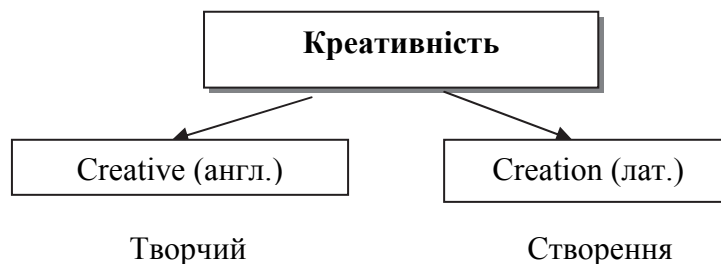 Креативність
Creative (англ.)
Creation (лат.)
Творчий
Створення